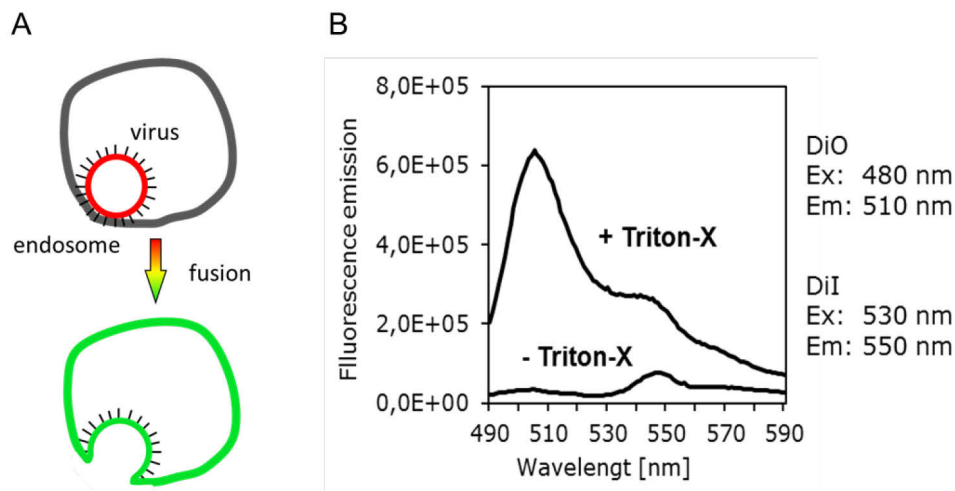 A
virus
endosome
fusion
B
8,0E+05
6,0E+05
4,0E+05
2,0E+05
0,0E+00
Flluorescence emission
+ Triton-X
- Triton-X
490 510 530 550 570 590
Wavelengt [nm]
DiO
Ex: 480 nm
Em: 510 nm
DiI
Ex: 530 nm
Em: 550 nm